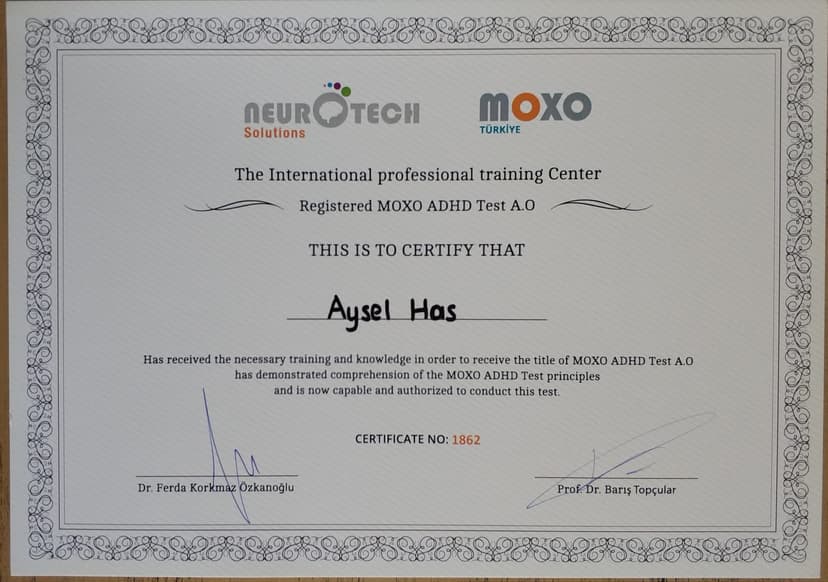 NEUROTECH
Solutions
MOXO
TÜRKİYE
The International professional training Center
Registered MOXO ADHD Test A.O
THIS IS TO CERTIFY THAT
Aysel Has
Has received the necessary training and knowledge in order to receive the title of MOXO ADHD Test A.O
has demonstrated comprehension of the MOXO ADHD Test principles
and is now capable and authorized to conduct this test.
CERTIFICATE NO: 1862
Dr. Ferda Korkmaz Özkanoğlu
Prof. Dr. Barış Topçular